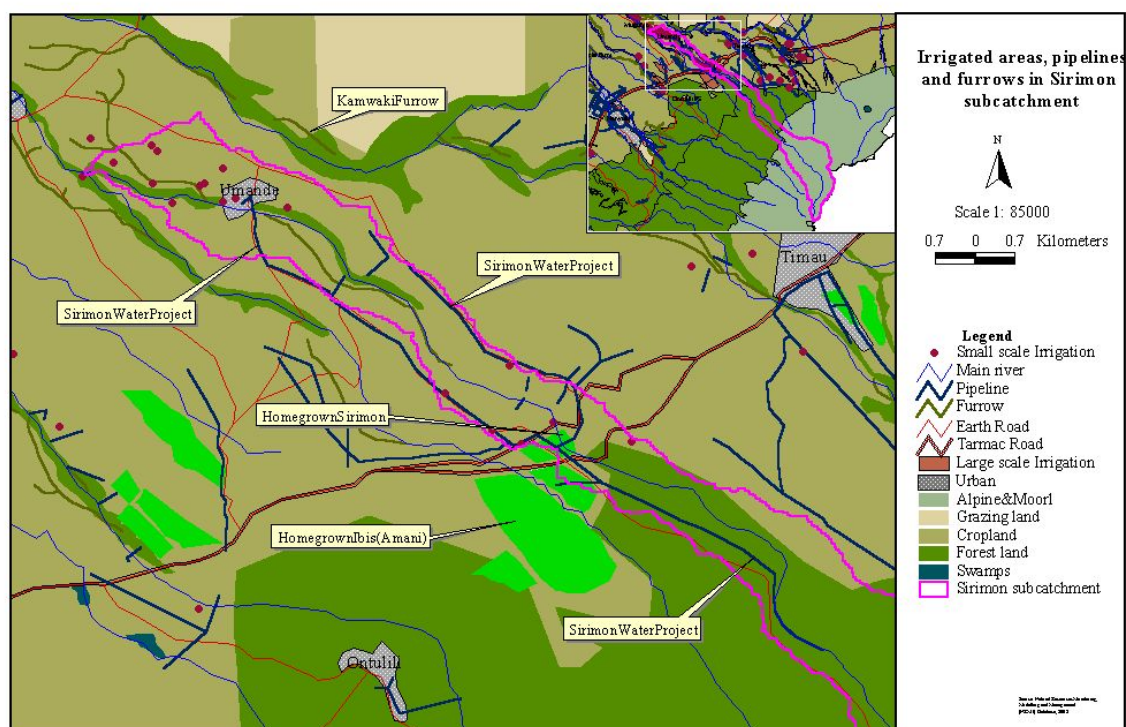 KamwakiFurrow
Umande
SirimonWaterProject
SirimonWaterProject
Timau
HomegrownSirimon
HomegrownIbis(Amani)
SirimonWaterProject
Ontulili
Irrigated areas, pipelines
and furrows in Sirimon
subcatchment
N
Scale 1: 85000
0.7 0 0.7 Kilometers
Legend
Small scale Irrigation
Main river
Pipeline
Furrow
Earth Road
Tarmac Road
Large scale Irrigation
Urban
Alpine&Moorl
Grazing land
Cropland
Forest land
Swamps
Sirimon subcatchment